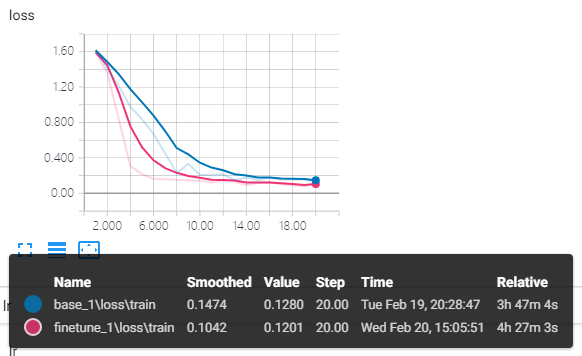 loss
1.60
1.20
0.800
0.400
0.00
2.000 6.000 10.00 14.00 18.00
Name Smoothed Value Step Time Relative
base_1\loss\train 0.1474 0.1280 20.00 Tue Feb 19, 20:28:47 3h 47m 4s
finetune_1\loss\train 0.1042 0.1201 20.00 Wed Feb 20, 15:05:51 4h 27m 3s
lr